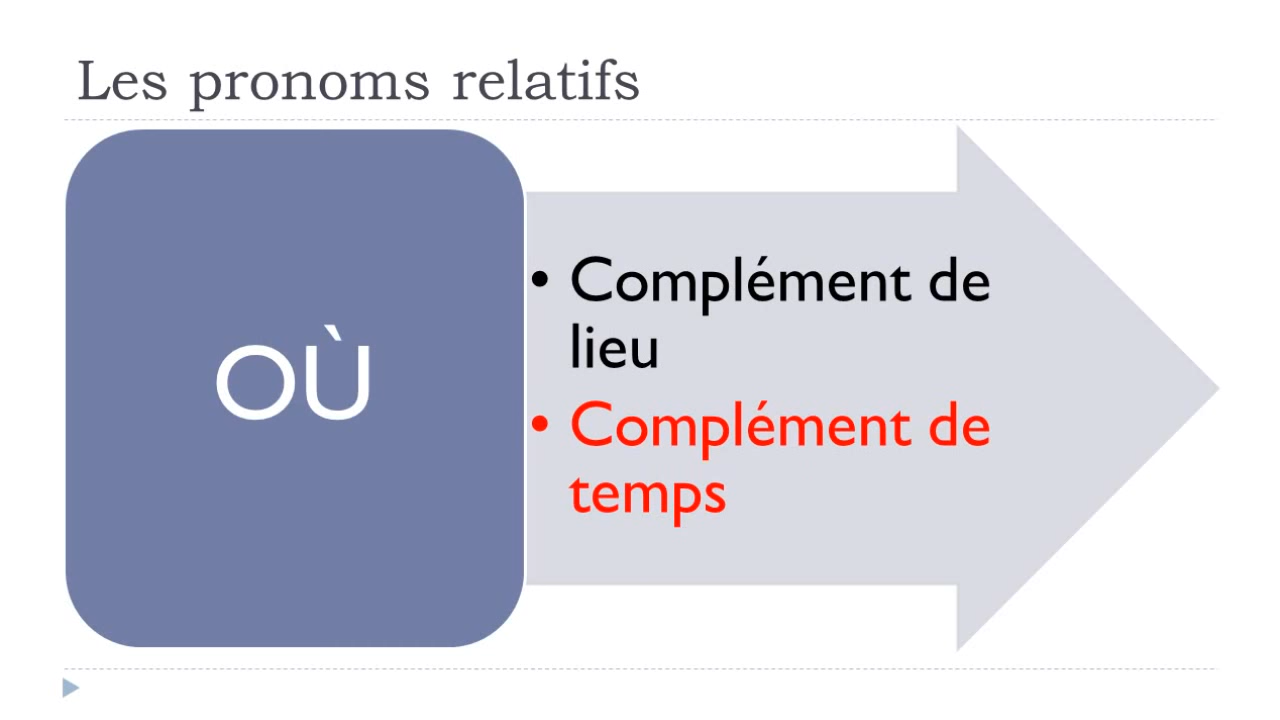 Les pronoms relatifs
OÙ
• Complément de
lieu
• Complément de
temps